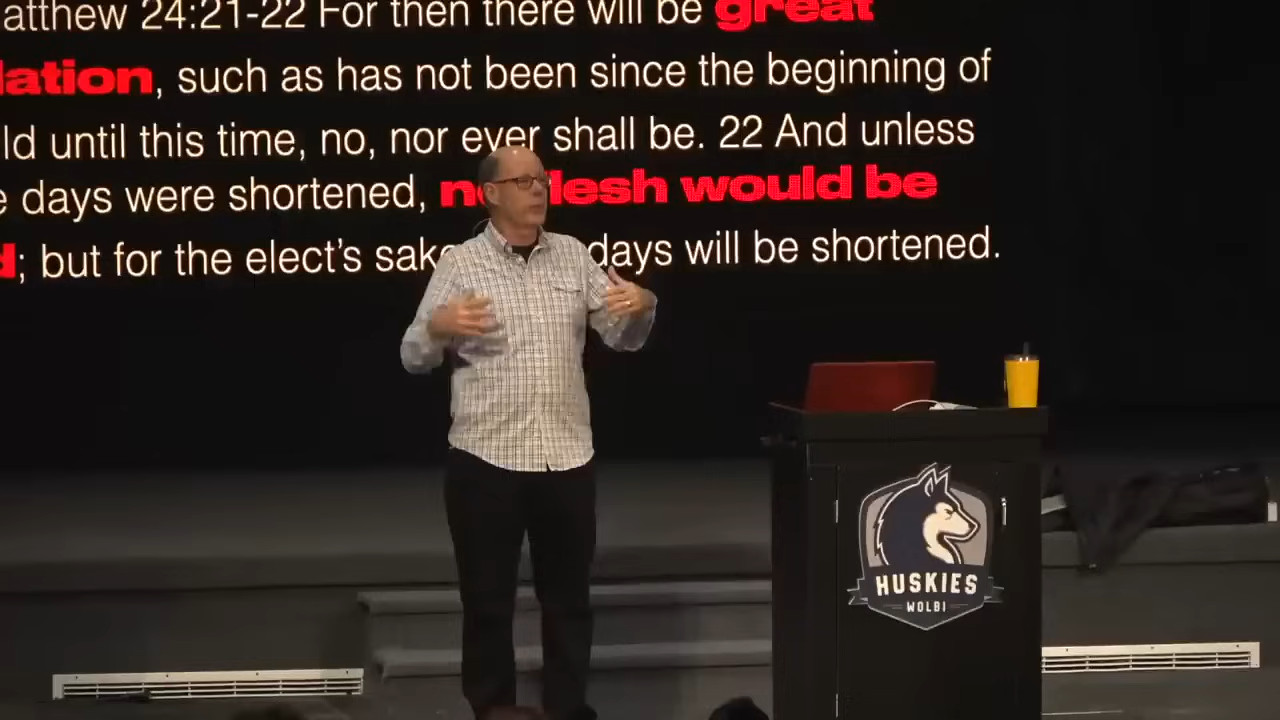 atthew 24:21-22 For then there will be great
lation, such as has not been since the beginning of
ld until this time, no, nor ever shall be. 22 And unless
e days were shortened, no flesh would be
d; but for the elect's sake days will be shortened.
HUSKIES
WOLBI